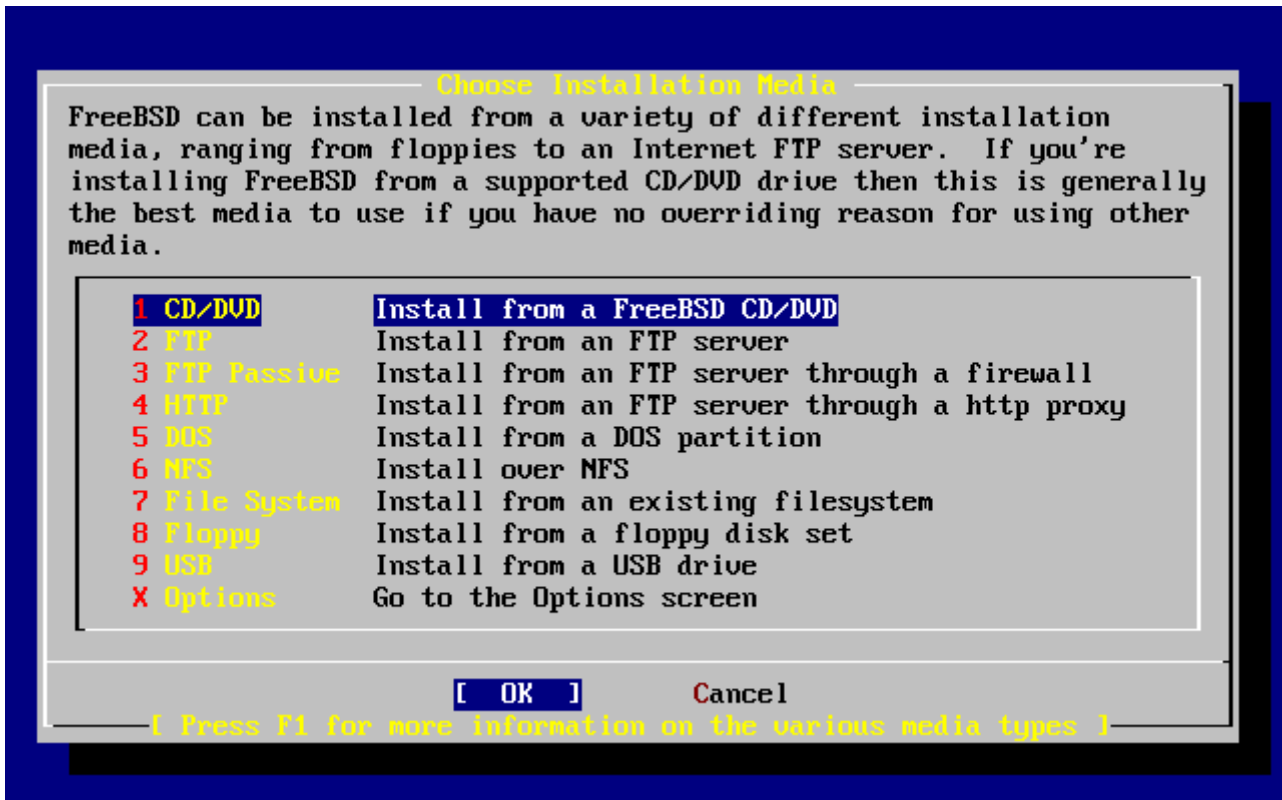 Choose Installation Media
FreeBSD can be installed from a variety of different installation
media, ranging from floppies to an Internet FTP server.  If you're
installing FreeBSD from a supported CD/DVD drive then this is generally
the best media to use if you have no overriding reason for using other
media.
1 CD/DVD Install from a FreeBSD CD/DVD
2 FTP Install from an FTP server
3 FTP Passive Install from an FTP server through a firewall
4 HTTP Install from an FTP server through a http proxy
5 DOS Install from a DOS partition
6 NFS Install over NFS
7 File System Install from an existing filesystem
8 Floppy Install from a floppy disk set
9 USB Install from a USB drive
X Options Go to the Options screen
[ OK ] Cancel
[ Press F1 for more information on the various media types ]